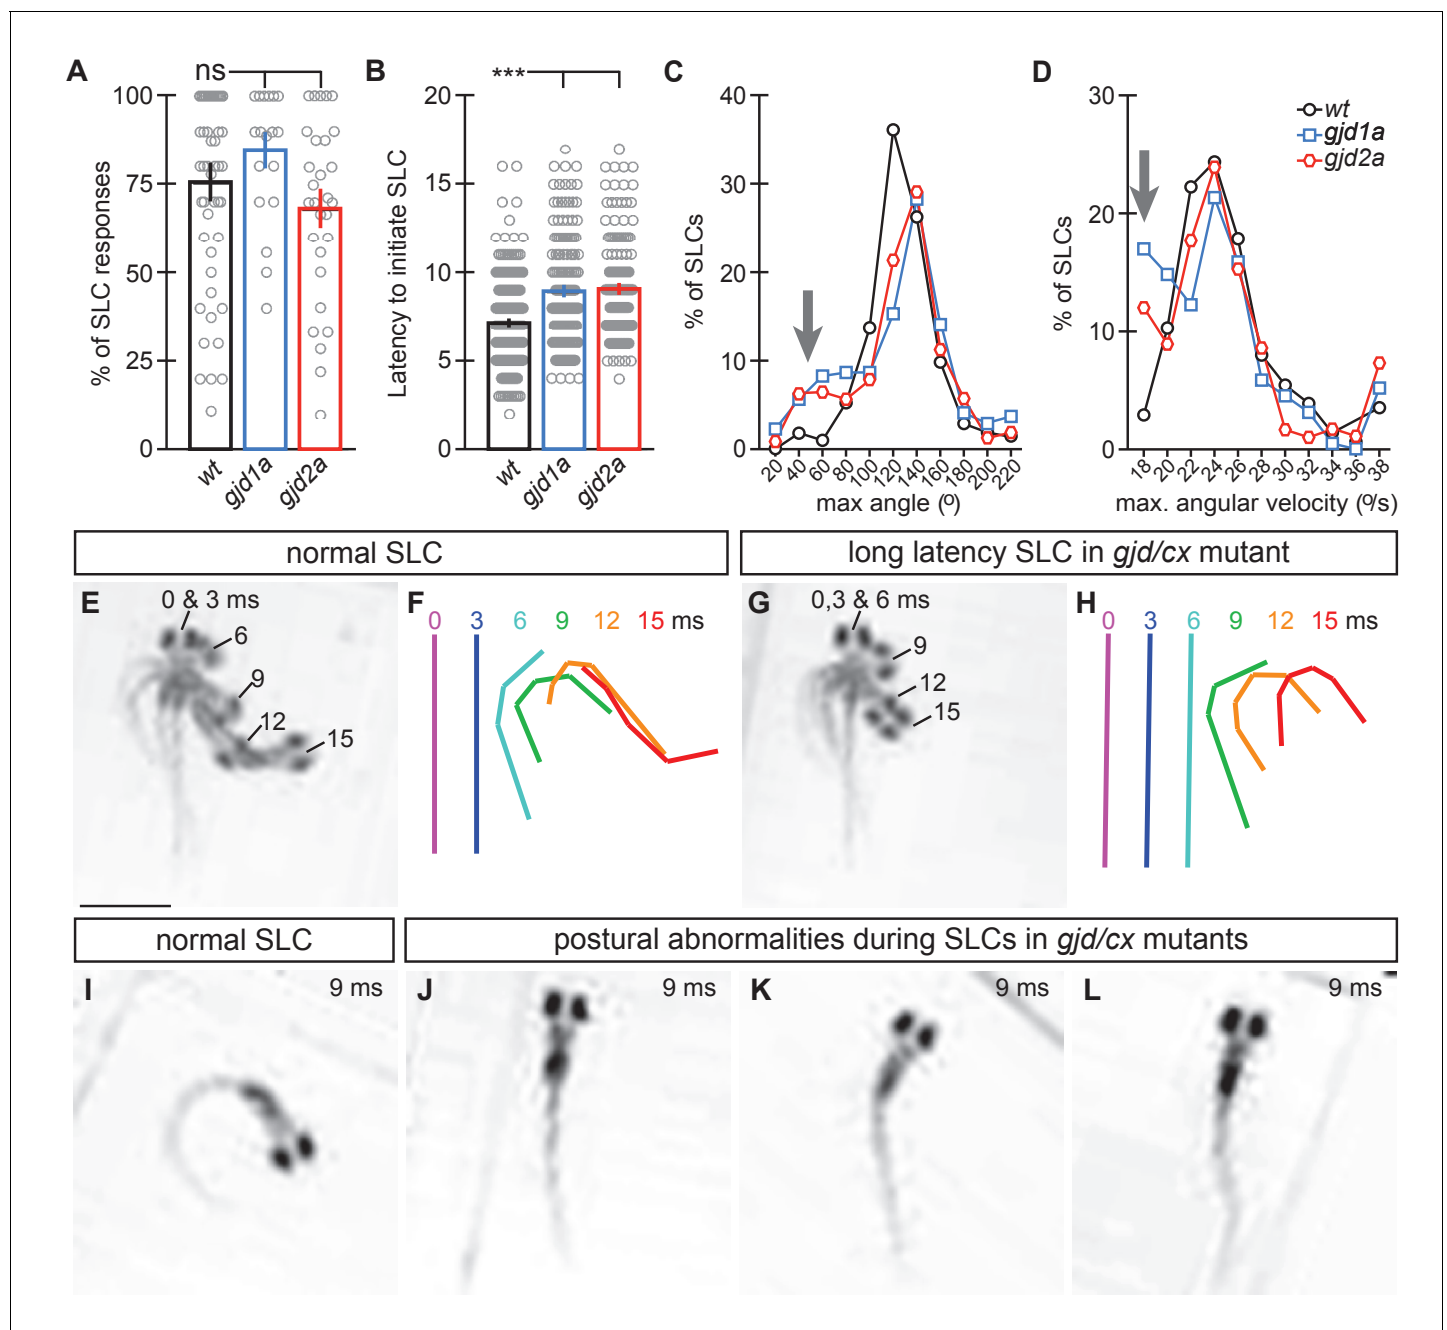 A
ns
% of SLC responses
100
75
50
25
0
wt
gjd1a
gjd2a
B
***
Latency to initiate SLC
20
15
10
5
0
wt
gjd1a
gjd2a
C
% of SLCs
40
30
20
10
0
20 40 60 80 100 120 140 160 180 200 220
max angle (º)
D
% of SLCs
30
20
10
0
wt
gjd1a
gjd2a
18 20 22 24 26 28 30 32 34 36 38
max. angular velocity (º/s)
normal SLC
long latency SLC in gjd/cx mutant
E
0 & 3 ms
6
9
12
15
F
0 3 6 9 12 15 ms
G
0,3 & 6 ms
9
12
15
H
0 3 6 9 12 15 ms
normal SLC
postural abnormalities during SLCs in gjd/cx mutants
I
9 ms
J
9 ms
K
9 ms
L
9 ms